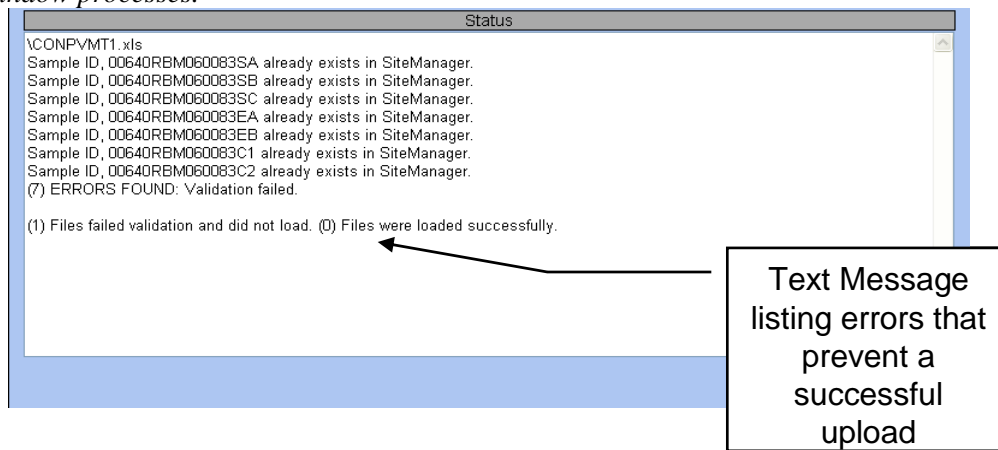 ndow processes.
Status
\CONPVMT1.xls
Sample ID, 00640RBM060083SA already exists in SiteManager.
Sample ID, 00640RBM060083SB already exists in SiteManager.
Sample ID, 00640RBM060083SC already exists in SiteManager.
Sample ID, 00640RBM060083EA already exists in SiteManager.
Sample ID, 00640RBM060083EB already exists in SiteManager.
Sample ID, 00640RBM060083C1 already exists in SiteManager.
Sample ID, 00640RBM060083C2 already exists in SiteManager.
(7) ERRORS FOUND: Validation failed.
(1) Files failed validation and did not load. (0) Files were loaded successfully.
Text Message
listing errors that
prevent a
successful
upload